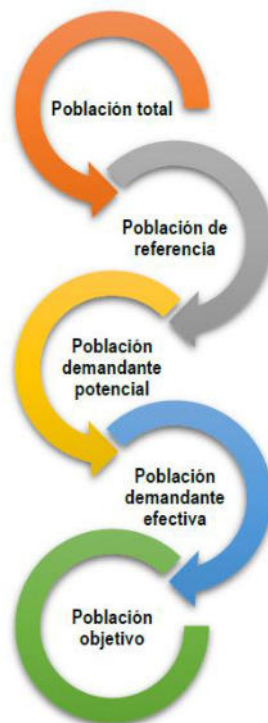 Población total
Población de
referencia
Población
demandante
potencial
Población
demandante
efectiva
Población
objetivo